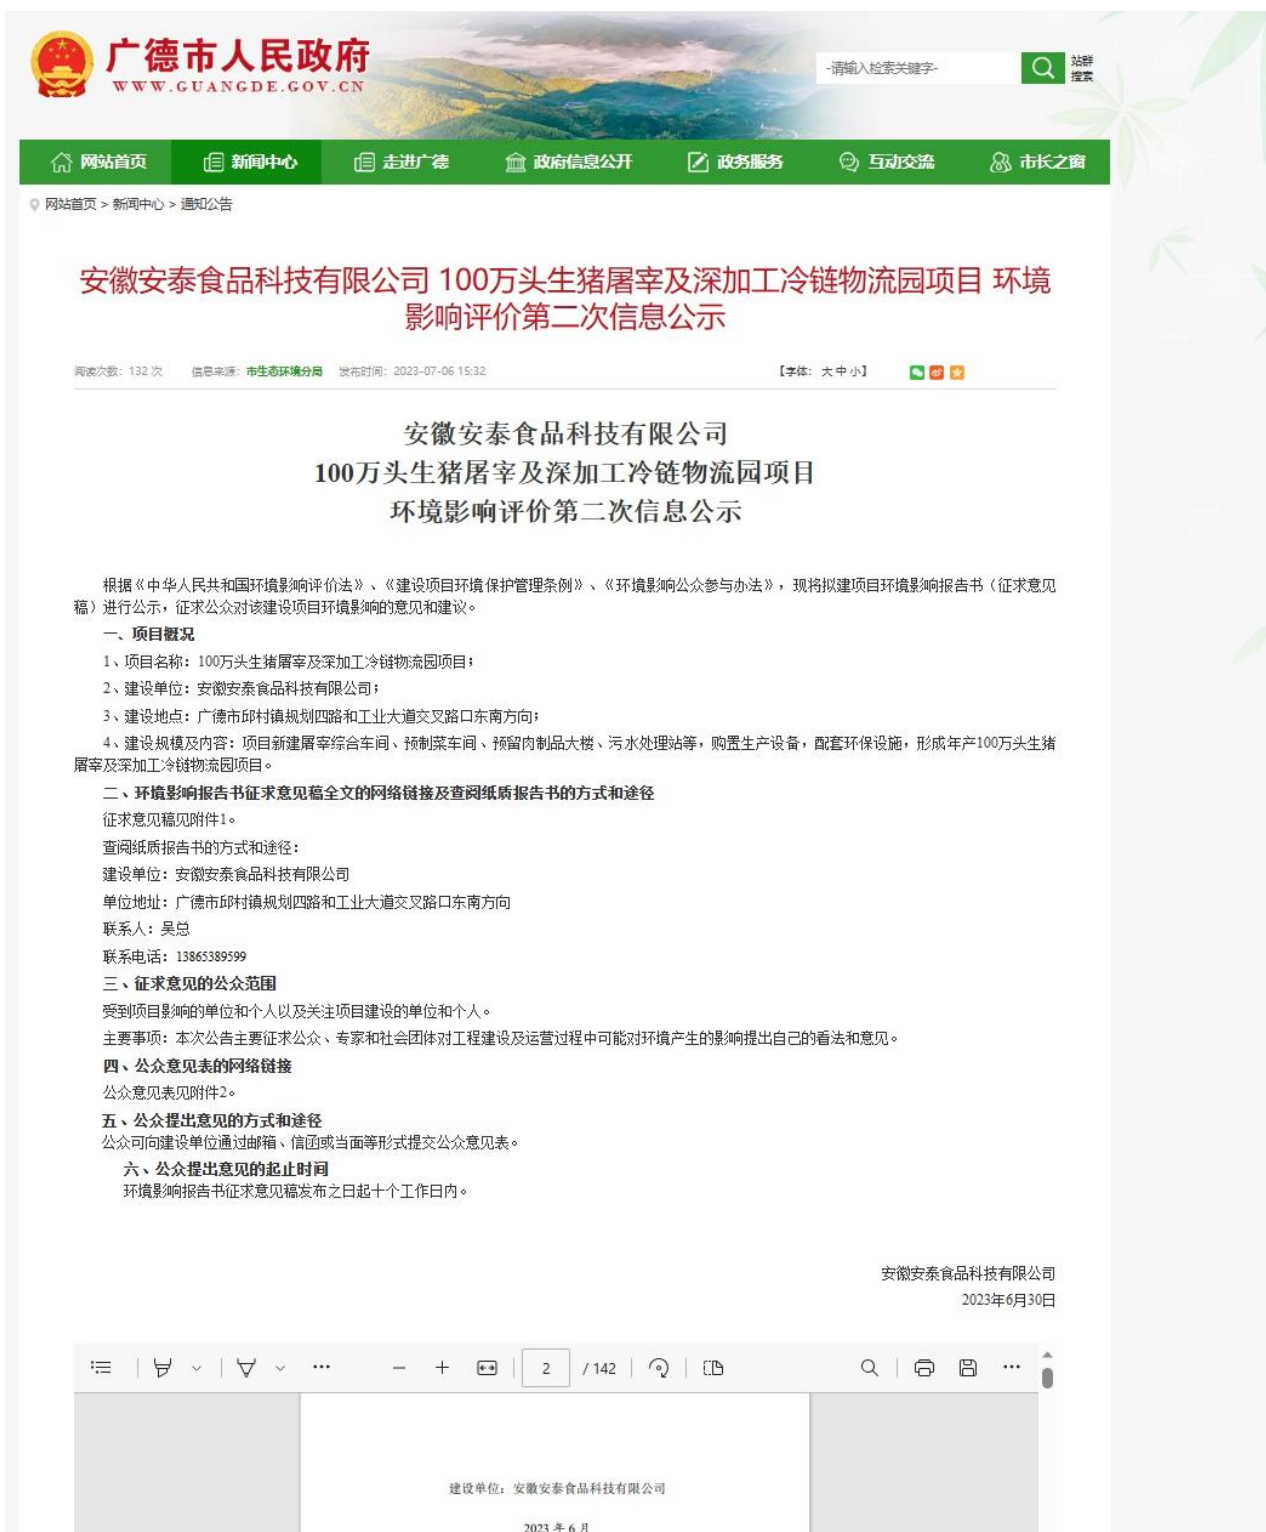 广德市人民政府
WWW.GUANGDE.GOV.CN
-请输入检索关键字-
站群
搜索
网站首页 新闻中心 走进广德 政府信息公开 政务服务 互动交流 市长之窗
网站首页 > 新闻中心 > 通知公告
安徽安泰食品科技有限公司 100万头生猪屠宰及深加工冷链物流园项目 环境
影响评价第二次信息公示
阅读次数：132 次 信息来源：市生态环境分局 发布时间：2023-07-06 15:32 【字体：大 中 小】
安徽安泰食品科技有限公司
100万头生猪屠宰及深加工冷链物流园项目
环境影响评价第二次信息公示
根据《中华人民共和国环境影响评价法》、《建设项目环境保护管理条例》、《环境影响公众参与办法》，现将拟建项目环境影响报告书（征求意见
稿）进行公示，征求公众对该建设项目环境影响的意见和建议。
一、项目概况
1、项目名称：100万头生猪屠宰及深加工冷链物流园项目；
2、建设单位：安徽安泰食品科技有限公司；
3、建设地点：广德市邱村镇规划四路和工业大道交叉路口东南方向；
4、建设规模及内容：项目新建屠宰综合车间、预制菜车间、预留肉制品大楼、污水处理站等，购置生产设备，配套环保设施，形成年产100万头生猪
屠宰及深加工冷链物流园项目。
二、环境影响报告书征求意见稿全文的网络链接及查阅纸质报告书的方式和途径
征求意见稿见附件1。
查阅纸质报告书的方式和途径：
建设单位：安徽安泰食品科技有限公司
单位地址：广德市邱村镇规划四路和工业大道交叉路口东南方向
联系人：吴总
联系电话：13865389599
三、征求意见的公众范围
受到项目影响的单位和个人以及关注项目建设的单位和个人。
主要事项：本次公告主要征求公众、专家和社会团体对工程建设及运营过程中可能对环境产生的影响提出自己的看法和意见。
四、公众意见表的网络链接
公众意见表见附件2。
五、公众提出意见的方式和途径
公众可向建设单位通过邮箱、信函或当面等形式提交公众意见表。
六、公众提出意见的起止时间
环境影响报告书征求意见稿发布之日起十个工作日内。
安徽安泰食品科技有限公司
2023年6月30日
2 / 142
建设单位：安徽安泰食品科技有限公司
2023 年 6 月